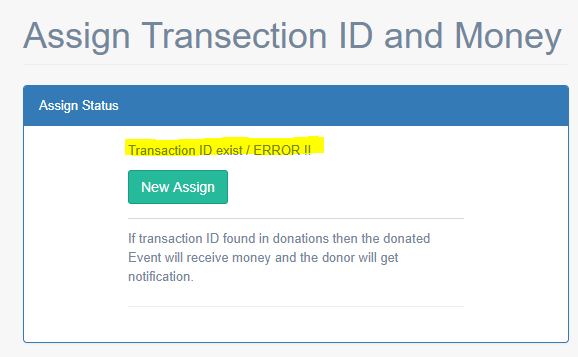 Assign Transection ID and Money
Assign Status
Transaction ID exist / ERROR !!
New Assign
If transaction ID found in donations then the donated
Event will receive money and the donor will get
notification.